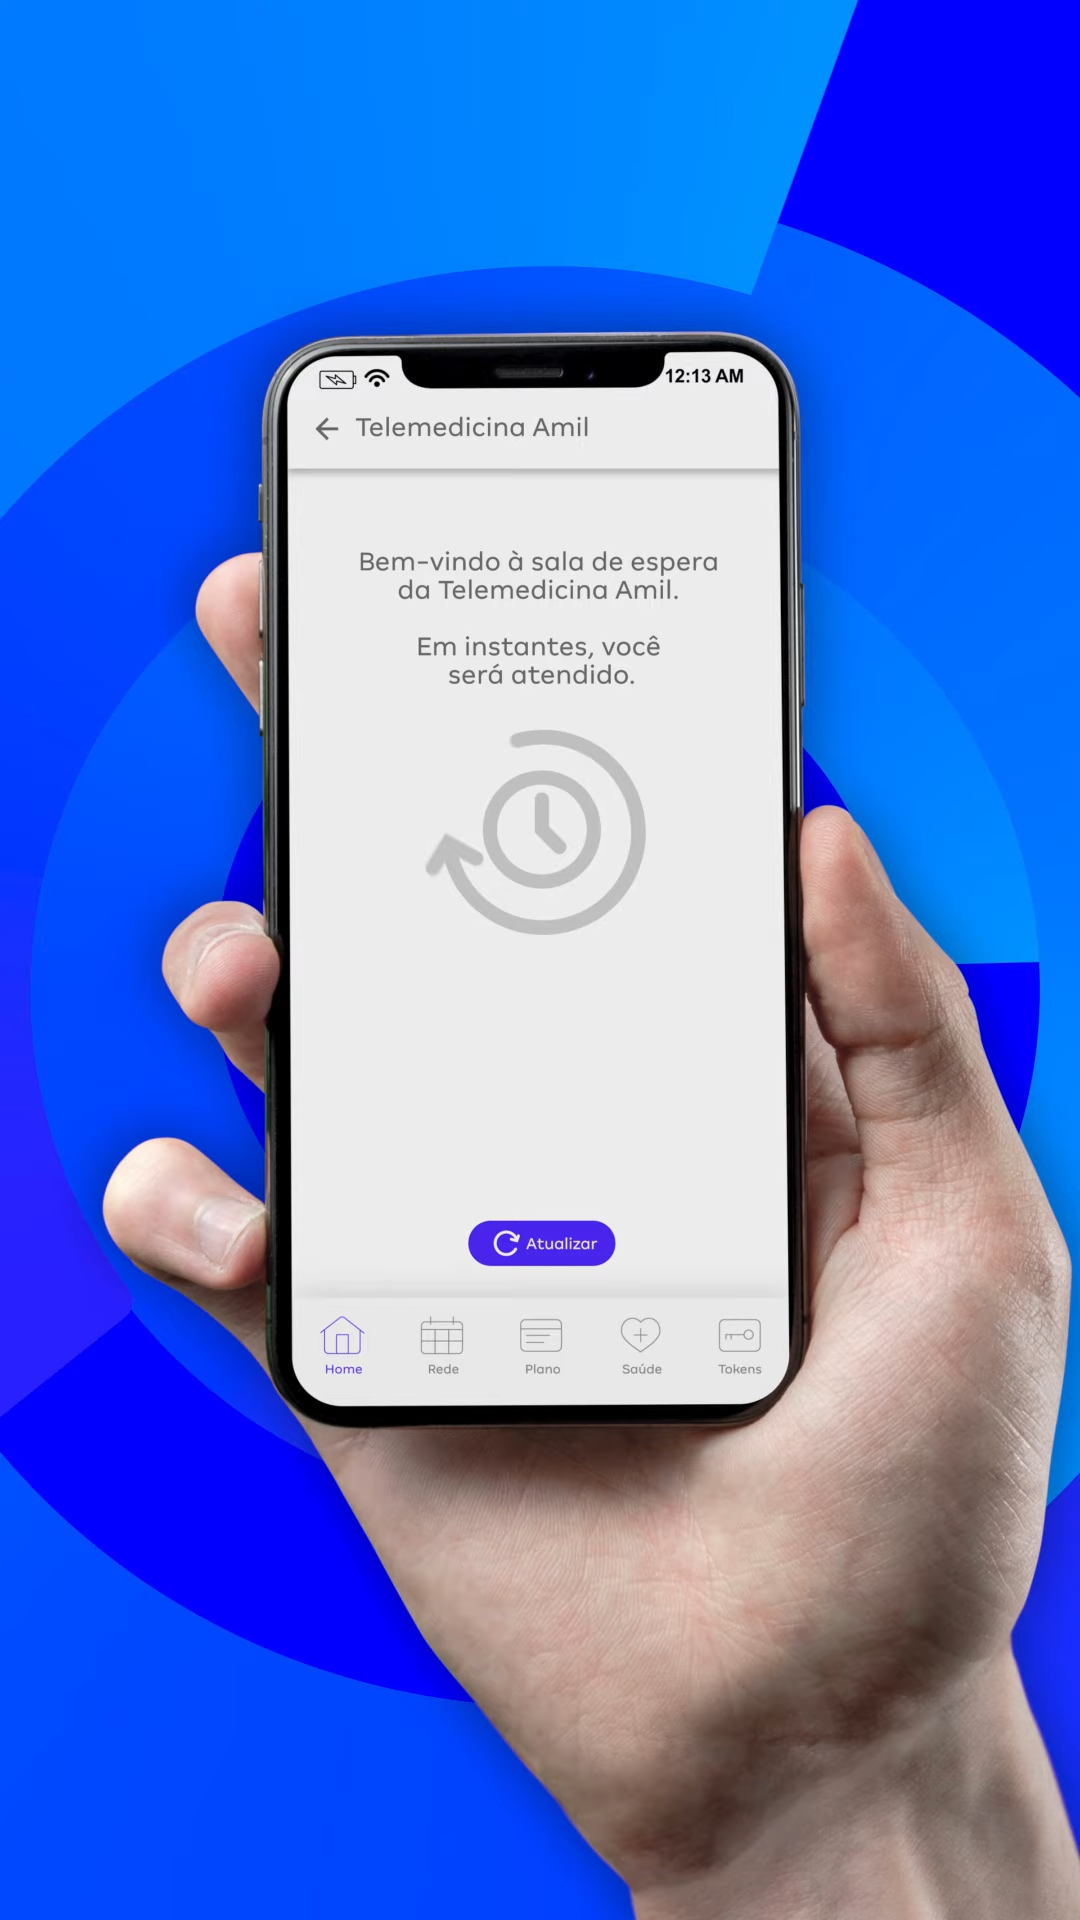 12:13 AM
Telemedicina Amil
Bem-vindo à sala de espera
da Telemedicina Amil.
Em instantes, você
será atendido.
Atualizar
Home
Rede
Plano
Saúde
Tokens